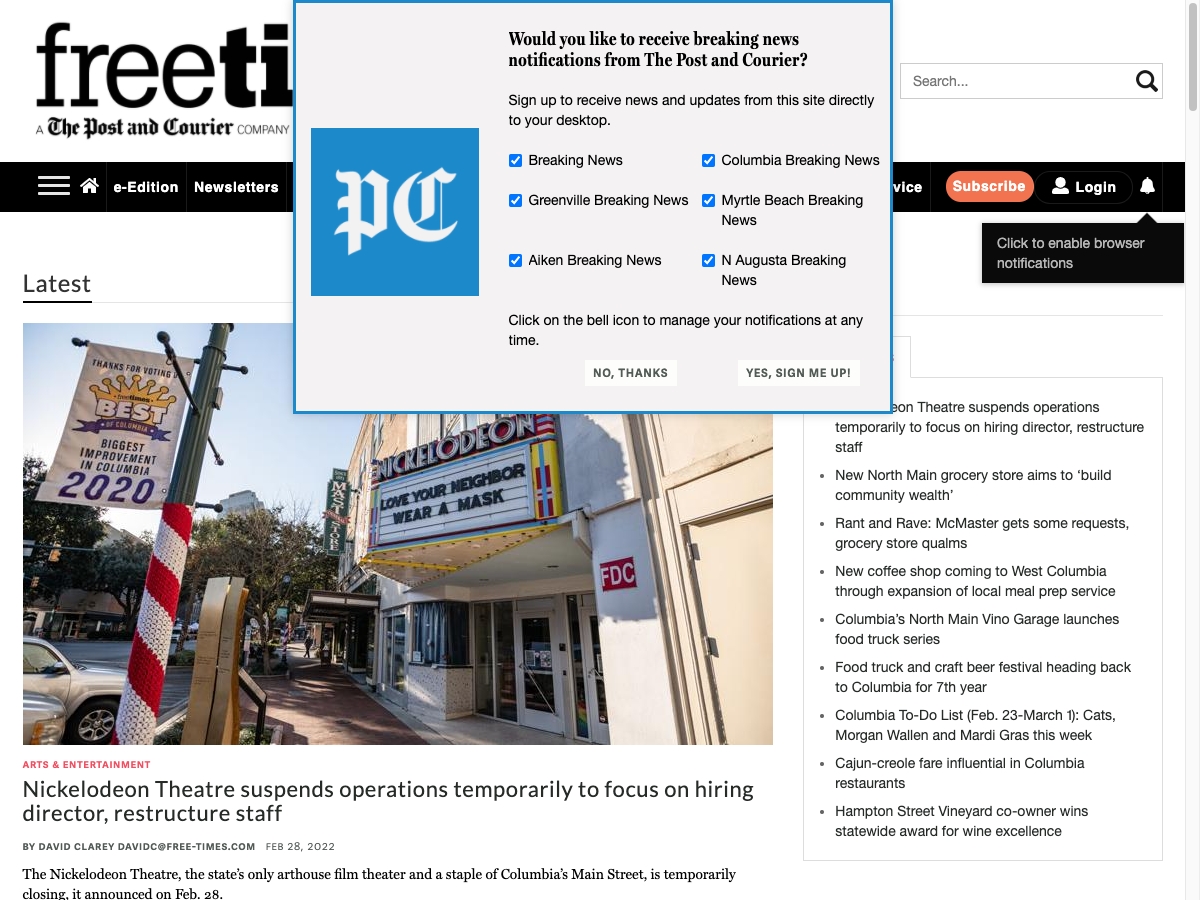 freeti
A The Post and Courier COMPANY
Would you like to receive breaking news
notifications from The Post and Courier?
Sign up to receive news and updates from this site directly
to your desktop.
Breaking News
Columbia Breaking News
Greenville Breaking News
Myrtle Beach Breaking
News
Aiken Breaking News
N Augusta Breaking
News
Click on the bell icon to manage your notifications at any
time.
NO, THANKS
YES, SIGN ME UP!
PC
Search...
e-Edition
Newsletters
vice
Subscribe
Login
Click to enable browser
notifications
Latest
THANKS FOR VOTING
freetimes
BEST
OF COLUMBIA
BIGGEST
IMPROVEMENT
IN COLUMBIA
2020
MAST
STORE
NICKELODEON
LOVE YOUR NEIGHBOR
WEAR A MASK
FDC
ARTS & ENTERTAINMENT
Nickelodeon Theatre suspends operations temporarily to focus on hiring
director, restructure staff
BY DAVID CLAREY DAVIDC@FREE-TIMES.COM FEB 28, 2022
The Nickelodeon Theatre, the state's only arthouse film theater and a staple of Columbia's Main Street, is temporarily
closing, it announced on Feb. 28.
eon Theatre suspends operations
temporarily to focus on hiring director, restructure
staff
New North Main grocery store aims to ‘build
community wealth’
Rant and Rave: McMaster gets some requests,
grocery store qualms
New coffee shop coming to West Columbia
through expansion of local meal prep service
Columbia’s North Main Vino Garage launches
food truck series
Food truck and craft beer festival heading back
to Columbia for 7th year
Columbia To-Do List (Feb. 23-March 1): Cats,
Morgan Wallen and Mardi Gras this week
Cajun-creole fare influential in Columbia
restaurants
Hampton Street Vineyard co-owner wins
statewide award for wine excellence